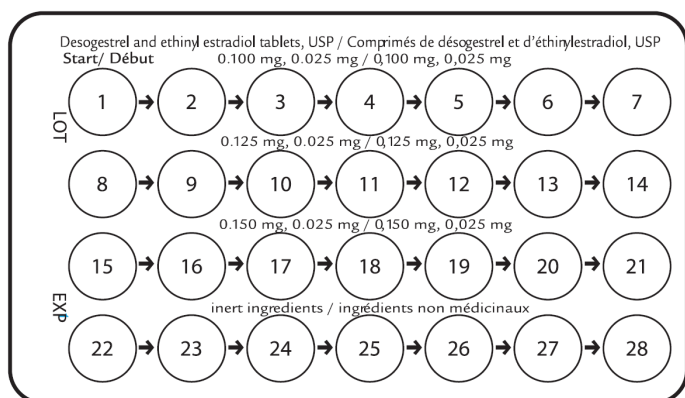 Desogestrel and ethinyl estradiol tablets, USP / Comprimés de désogestrel et d'éthinylestradiol, USP
Start/ Début
0.100 mg, 0.025 mg / 0,100 mg, 0,025 mg
1 2 3 4 5 6 7
LOT
0.125 mg, 0.025 mg / 0,125 mg, 0,025 mg
8 9 10 11 12 13 14
0.150 mg, 0.025 mg / 0,150 mg, 0,025 mg
15 16 17 18 19 20 21
EXP
inert ingredients / ingrédients non médicinaux
22 23 24 25 26 27 28